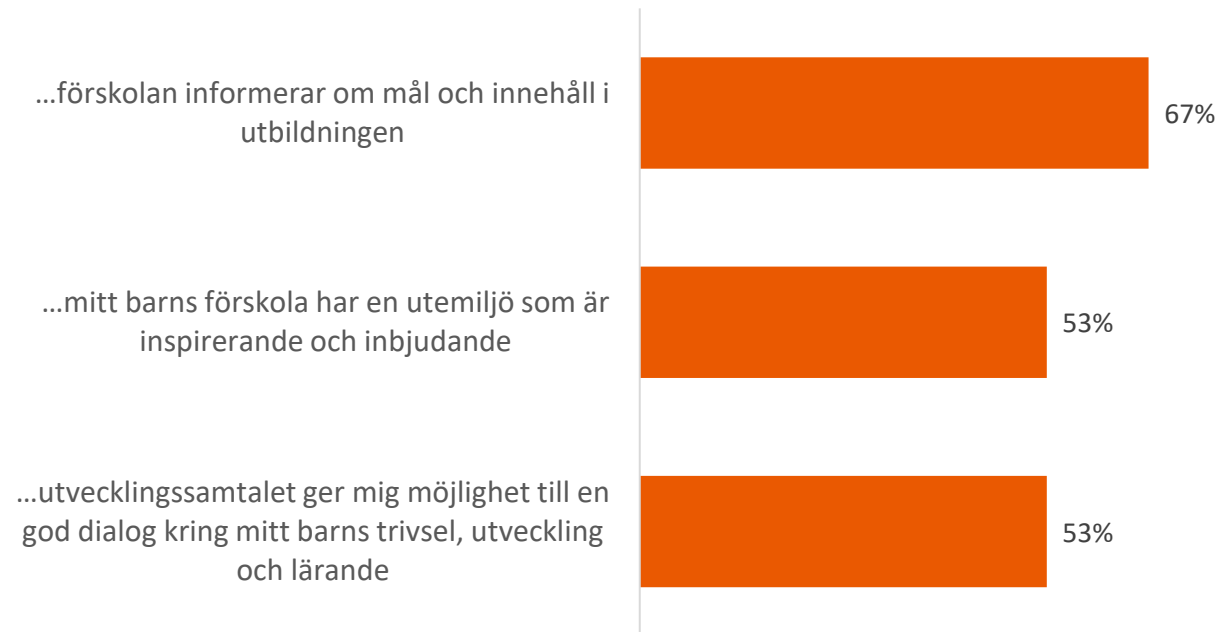 ...förskolan informerar om mål och innehåll i
utbildningen
67%
...mitt barns förskola har en utemiljö som är
inspirerande och inbjudande
53%
...utvecklingssamtalet ger mig möjlighet till en
god dialog kring mitt barns trivsel, utveckling
och lärande
53%